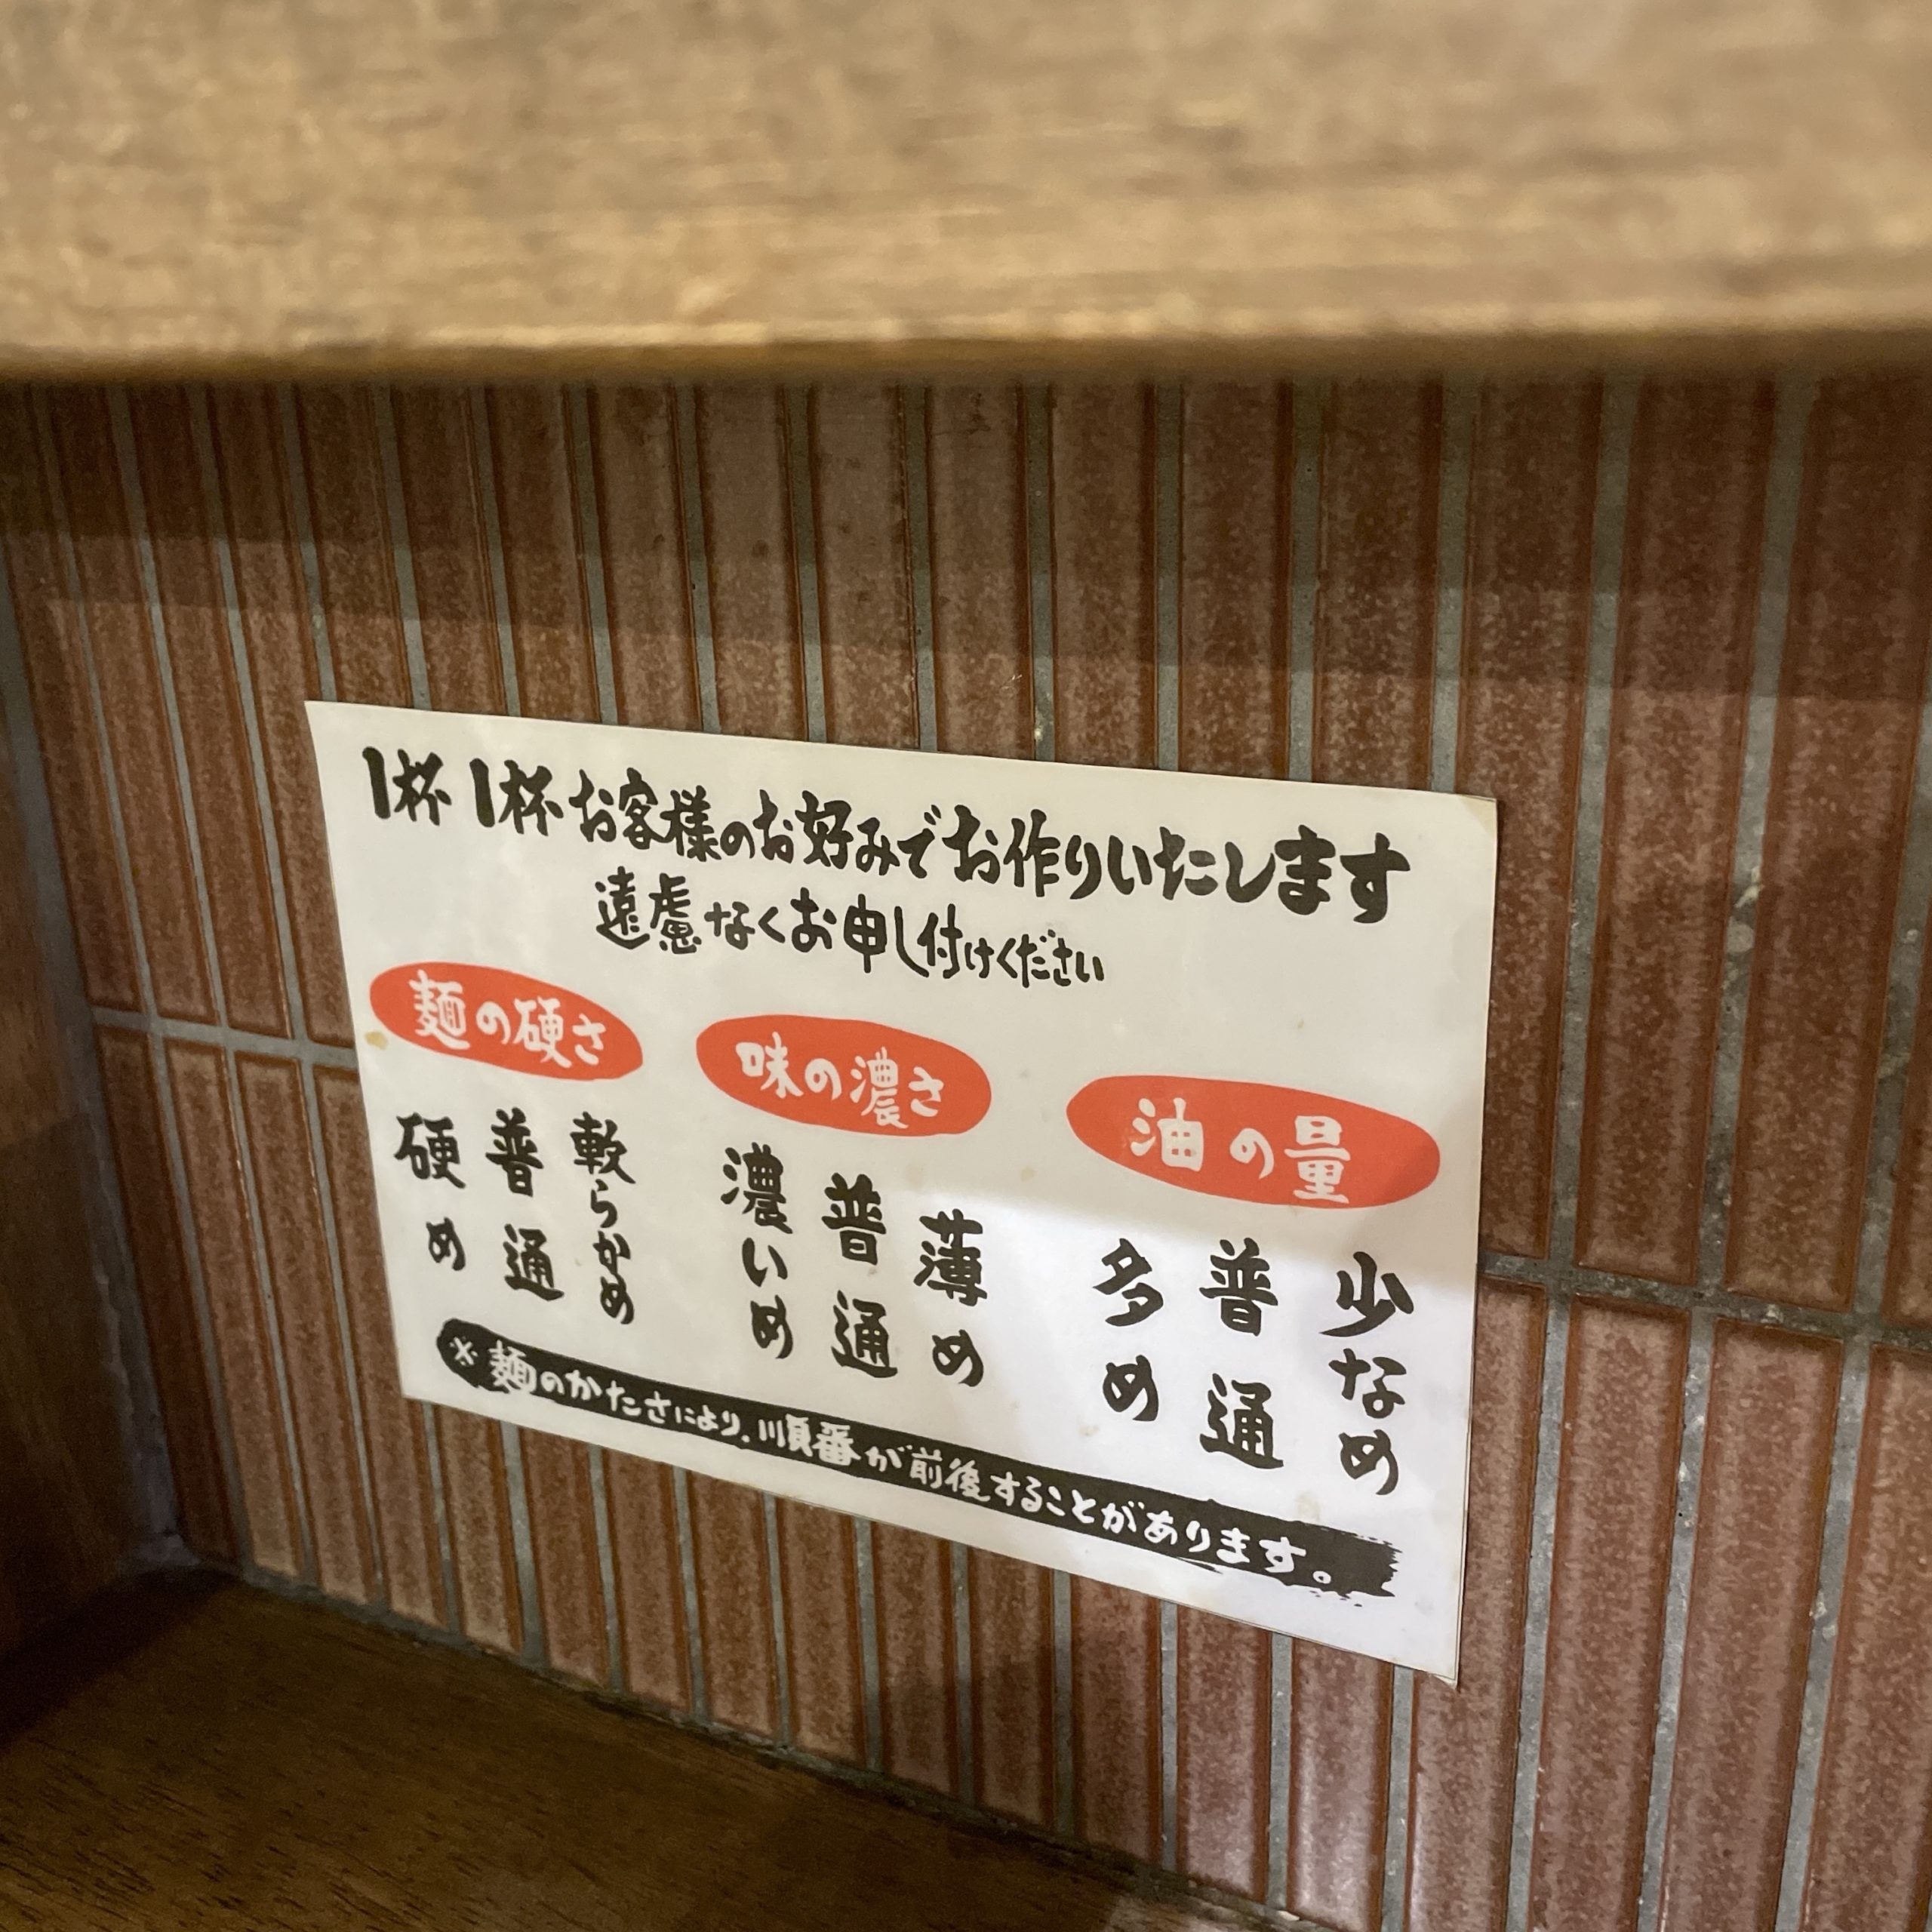 1杯1杯お客様のお好みでお作りいたします
遠慮なくお申し付けください
麺の硬さ
硬め
普通
軟らかめ
味の濃さ
濃いめ
普通
薄め
油の量
多め
普通
少なめ
※麺のかたさにより、順番が前後することがあります。